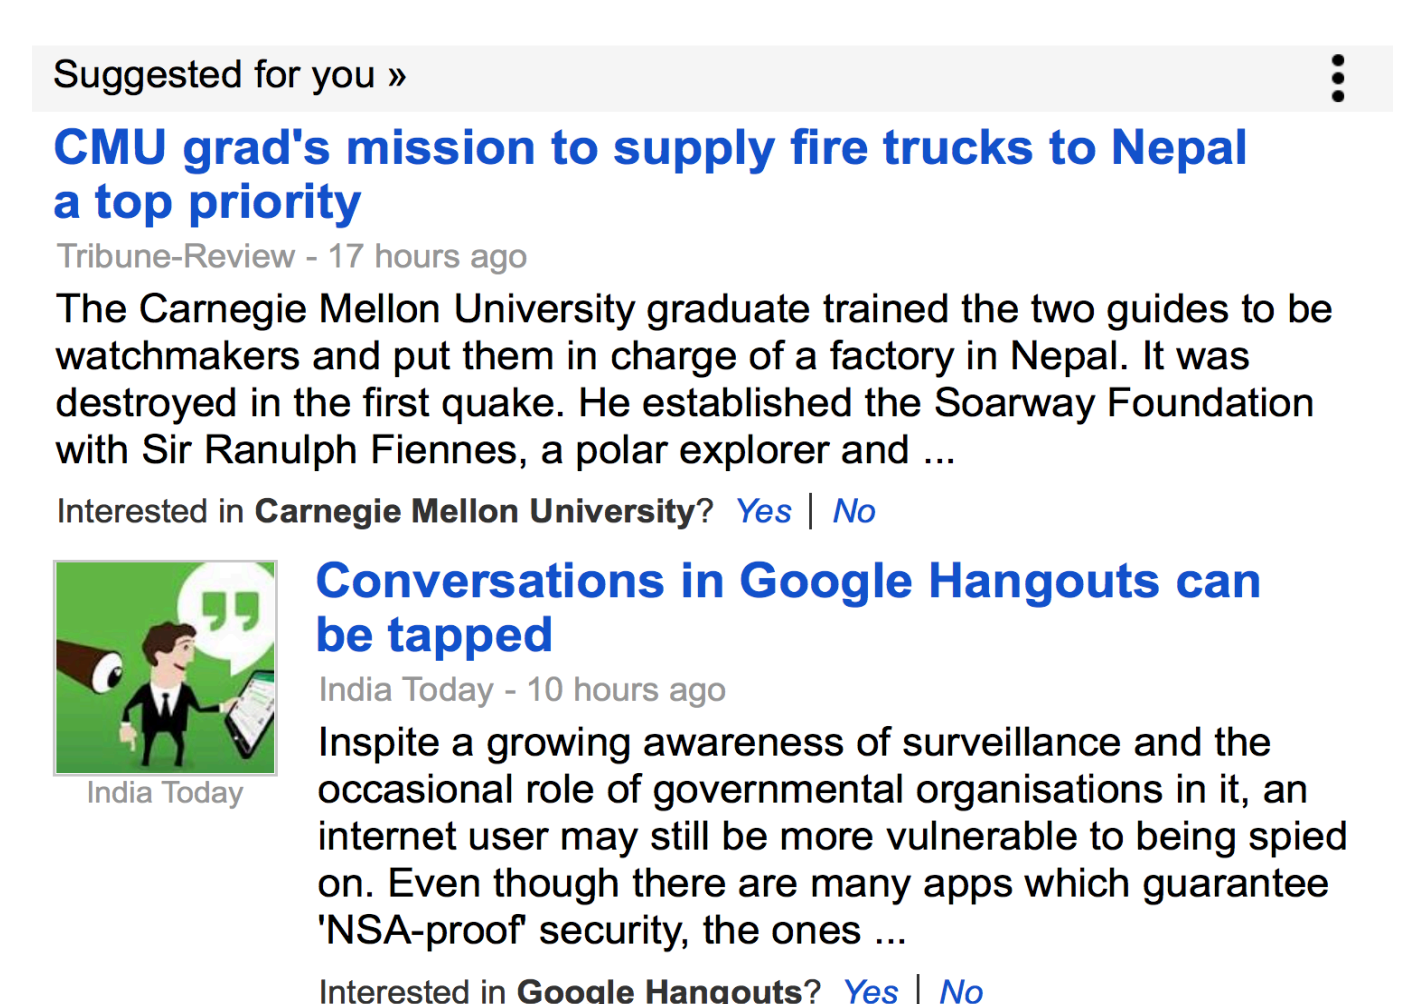 Suggested for you »
CMU grad's mission to supply fire trucks to Nepal
a top priority
Tribune-Review - 17 hours ago
The Carnegie Mellon University graduate trained the two guides to be
watchmakers and put them in charge of a factory in Nepal. It was
destroyed in the first quake. He established the Soarway Foundation
with Sir Ranulph Fiennes, a polar explorer and ...
Interested in Carnegie Mellon University? Yes | No
Conversations in Google Hangouts can
be tapped
India Today - 10 hours ago
India Today
Inspite a growing awareness of surveillance and the
occasional role of governmental organisations in it, an
internet user may still be more vulnerable to being spied
on. Even though there are many apps which guarantee
'NSA-proof' security, the ones ...
Interested in Google Hangouts? Yes | No